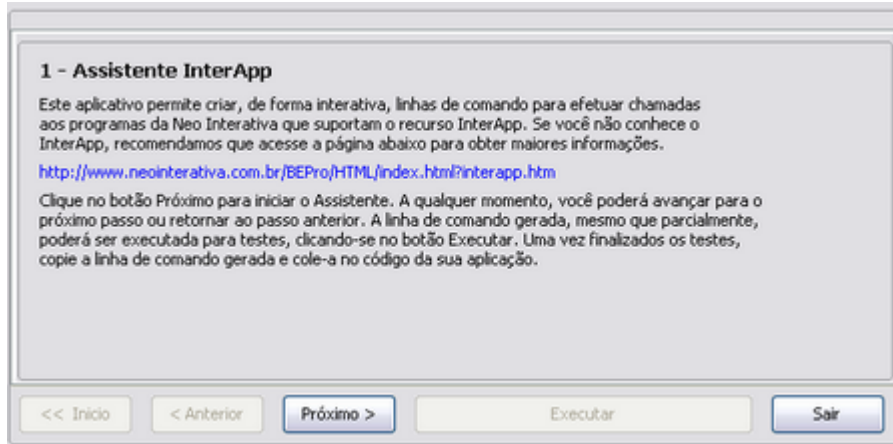 1 - Assistente InterApp
Este aplicativo permite criar, de forma interativa, linhas de comando para efetuar chamadas
aos programas da Neo Interativa que suportam o recurso InterApp. Se você não conhece o
InterApp, recomendamos que acesse a página abaixo para obter maiores informações.
http://www.neointerativa.com.br/BEPro/HTML/index.html?interapp.htm
Clique no botão Próximo para iniciar o Assistente. A qualquer momento, você poderá avançar para o
próximo passo ou retornar ao passo anterior. A linha de comando gerada, mesmo que parcialmente,
poderá ser executada para testes, clicando-se no botão Executar. Uma vez finalizados os testes,
copie a linha de comando gerada e cole-a no código da sua aplicação.
<< Inicio < Anterior Próximo > Executar Sair